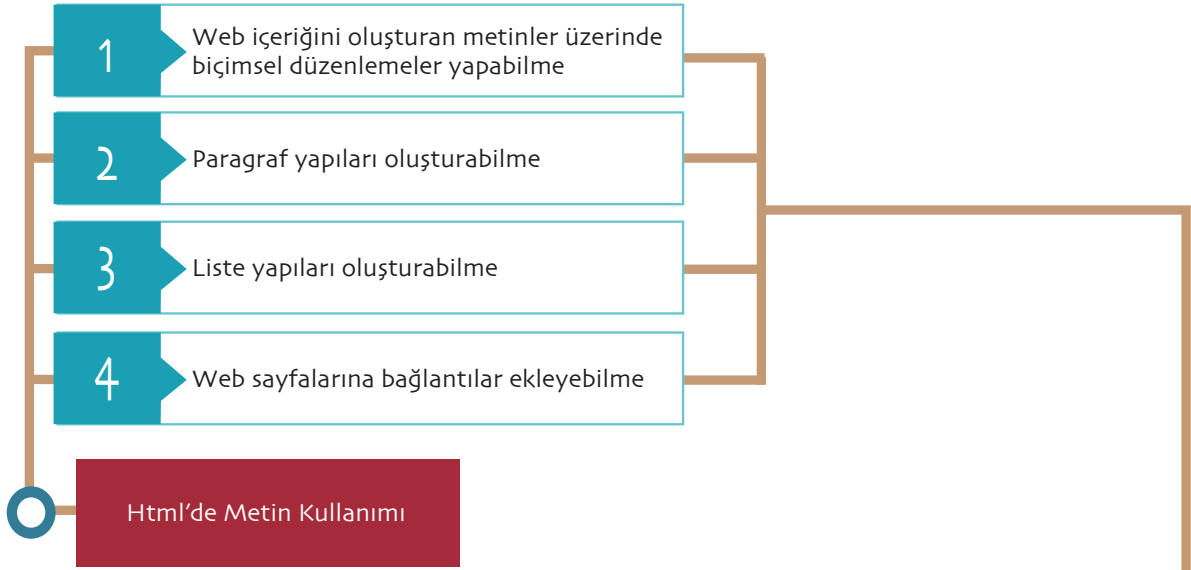 1
Web içeriğini oluşturan metinler üzerinde
biçimsel düzenlemeler yapabilme
2
Paragraf yapıları oluşturabilme
3
Liste yapıları oluşturabilme
4
Web sayfalarına bağlantılar ekleyebilme
Html’de Metin Kullanımı